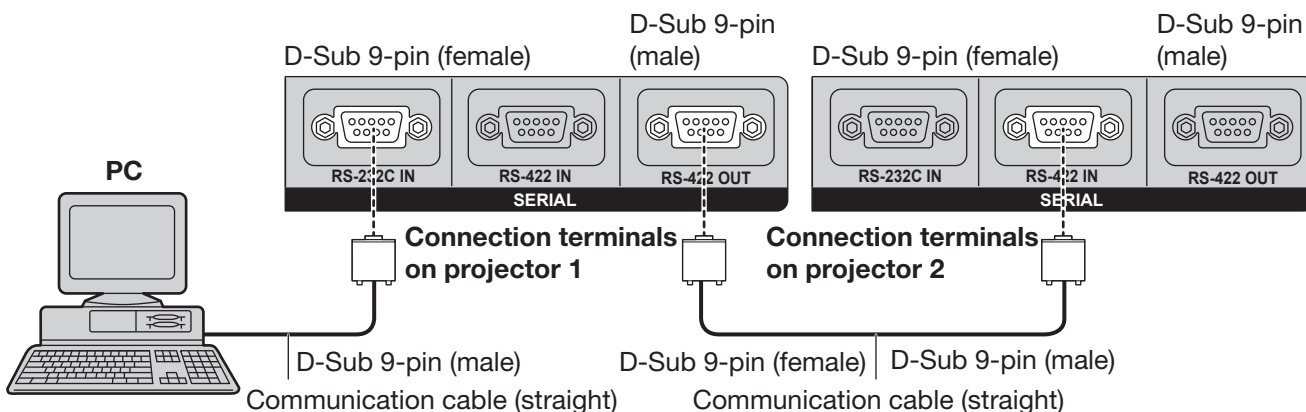 D-Sub 9-pin (female)
D-Sub 9-pin
(male)
D-Sub 9-pin (female)
D-Sub 9-pin
(male)
RS-232C IN
RS-422 IN
RS-422 OUT
SERIAL
RS-232C IN
RS-422 IN
RS-422 OUT
SERIAL
PC
Connection terminals
on projector 1
Connection terminals
on projector 2
D-Sub 9-pin (male)
Communication cable (straight)
D-Sub 9-pin (female)
D-Sub 9-pin (male)
Communication cable (straight)